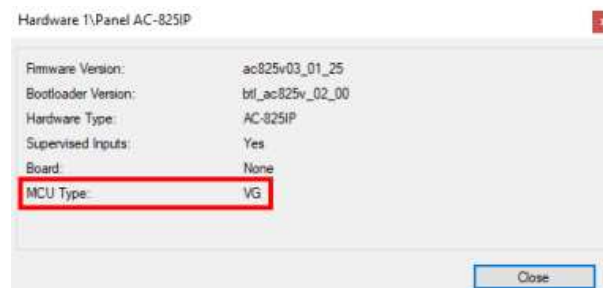 Hardware 1\Panel AC-825IP
Firmware Version: ac825v03_01_25
Bootloader Version: btl_ac825v_02_00
Hardware Type: AC-825IP
Supervised Inputs: Yes
Board: None
MCU Type: VG
Close